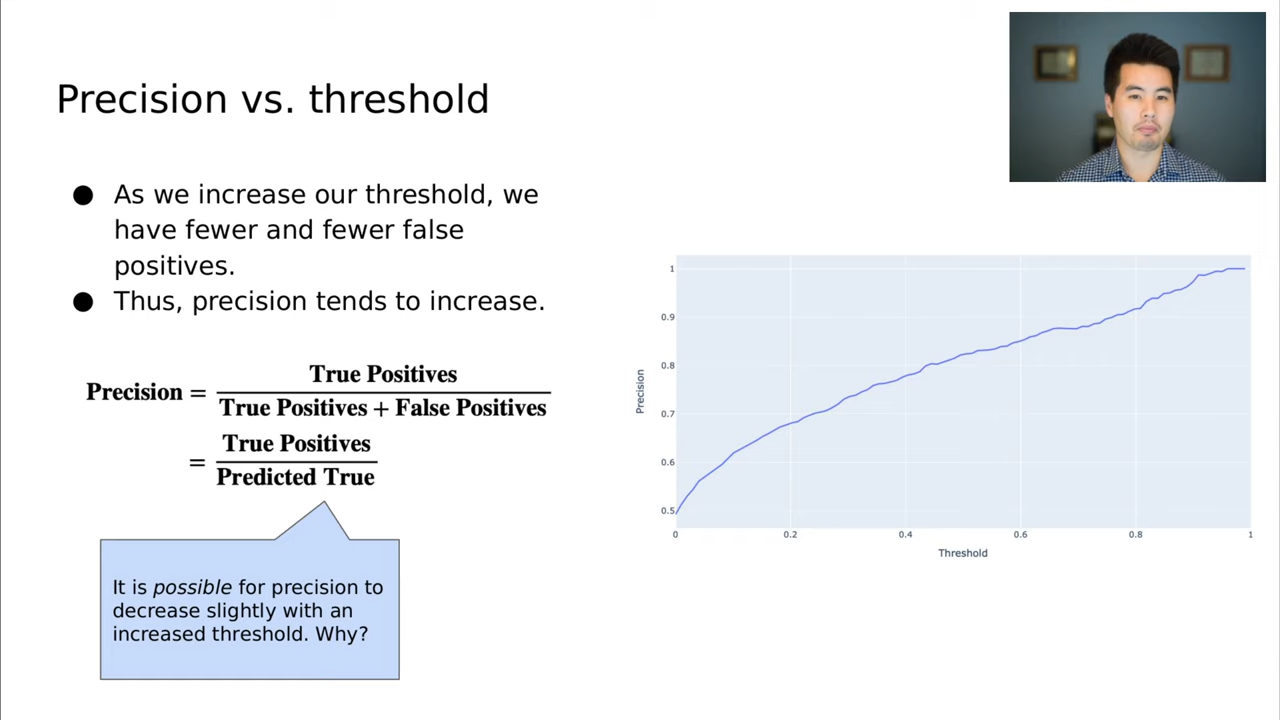 Precision vs. threshold
● As we increase our threshold, we
have fewer and fewer false
positives.
● Thus, precision tends to increase.
Precision = True Positives / True Positives + False Positives
= True Positives / Predicted True
It is possible for precision to
decrease slightly with an
increased threshold. Why?
1
0.9
0.8
0.7
0.6
0.5
Precision
0 0.2 0.4 0.6 0.8 1
Threshold